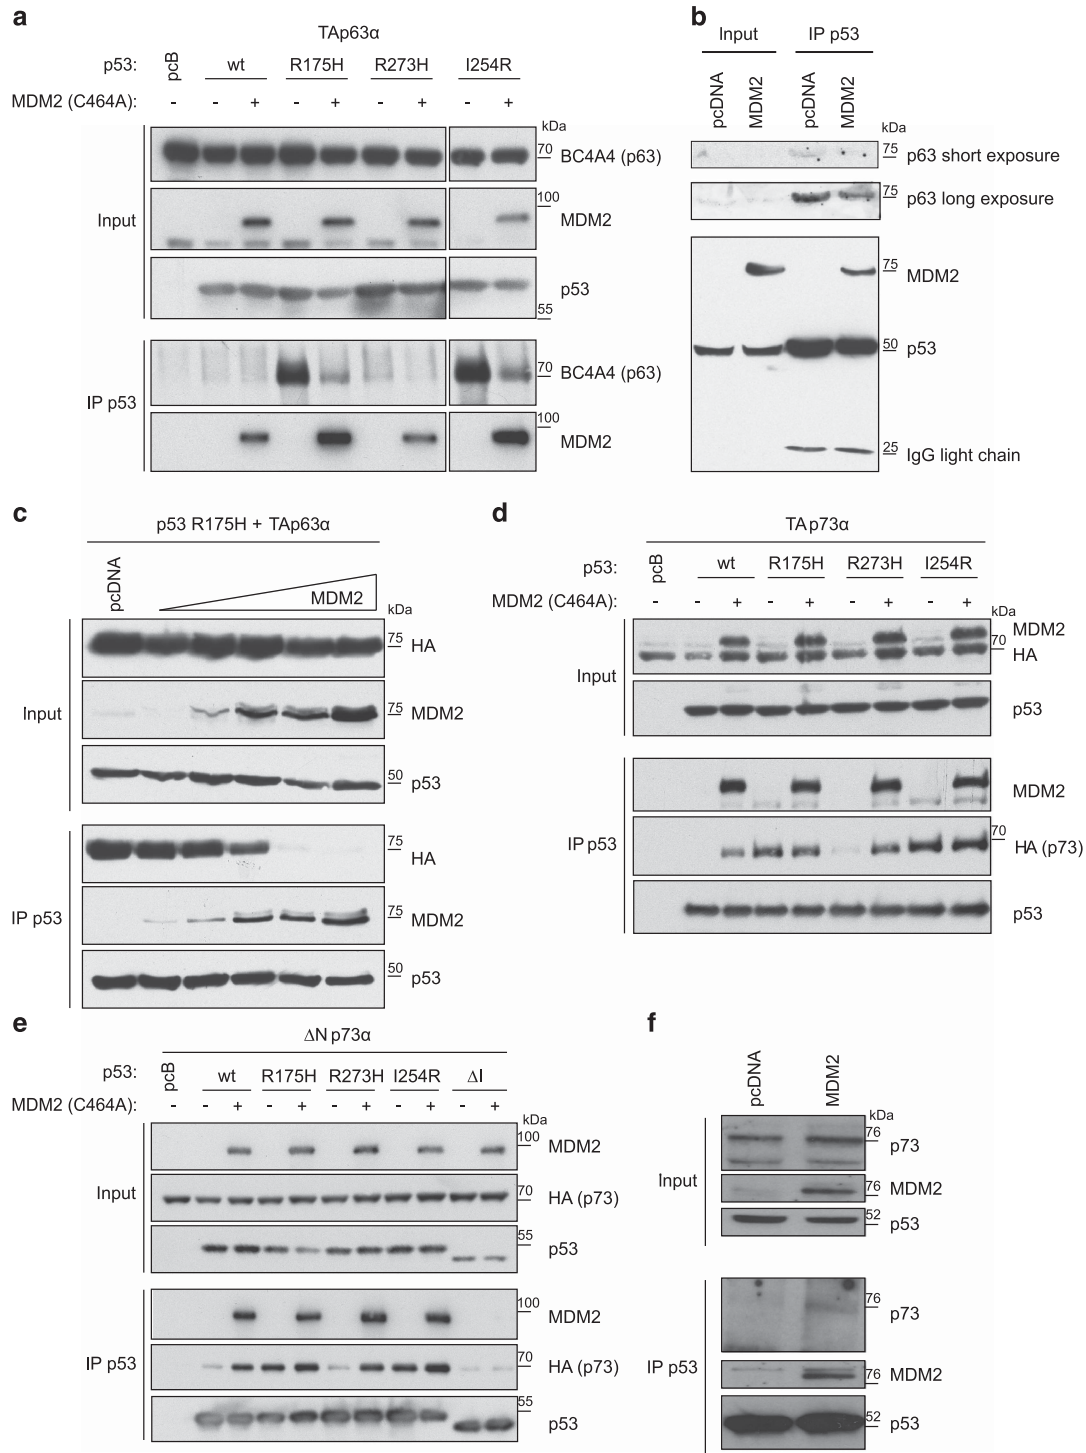 a
TAp63α
p53: pcB wt R175H R273H I254R
MDM2 (C464A): - - + - + - + - +
kDa
Input
70 BC4A4 (p63)
100 MDM2
p53
55
IP p53
70 BC4A4 (p63)
100 MDM2
b
Input IP p53
pcDNA MDM2 pcDNA MDM2
kDa
75 p63 short exposure
75 p63 long exposure
75 MDM2
50 p53
25 IgG light chain
c
p53 R175H + TAp63α
pcDNA MDM2
kDa
Input
75 HA
75 MDM2
50 p53
IP p53
75 HA
75 MDM2
50 p53
d
TAp73α
p53: pcB wt R175H R273H I254R
MDM2 (C464A): - - + - + - + - +
kDa
Input
MDM2
70 HA
p53
IP p53
MDM2
70 HA (p73)
p53
e
ΔN p73α
p53: pcB wt R175H R273H I254R ΔI
MDM2 (C464A): - - + - + - + - + - +
kDa
Input
100 MDM2
70 HA (p73)
55 p53
IP p53
100 MDM2
70 HA (p73)
55 p53
f
pcDNA MDM2
kDa
Input
76 p73
76 MDM2
52 p53
IP p53
76 p73
76 MDM2
52 p53